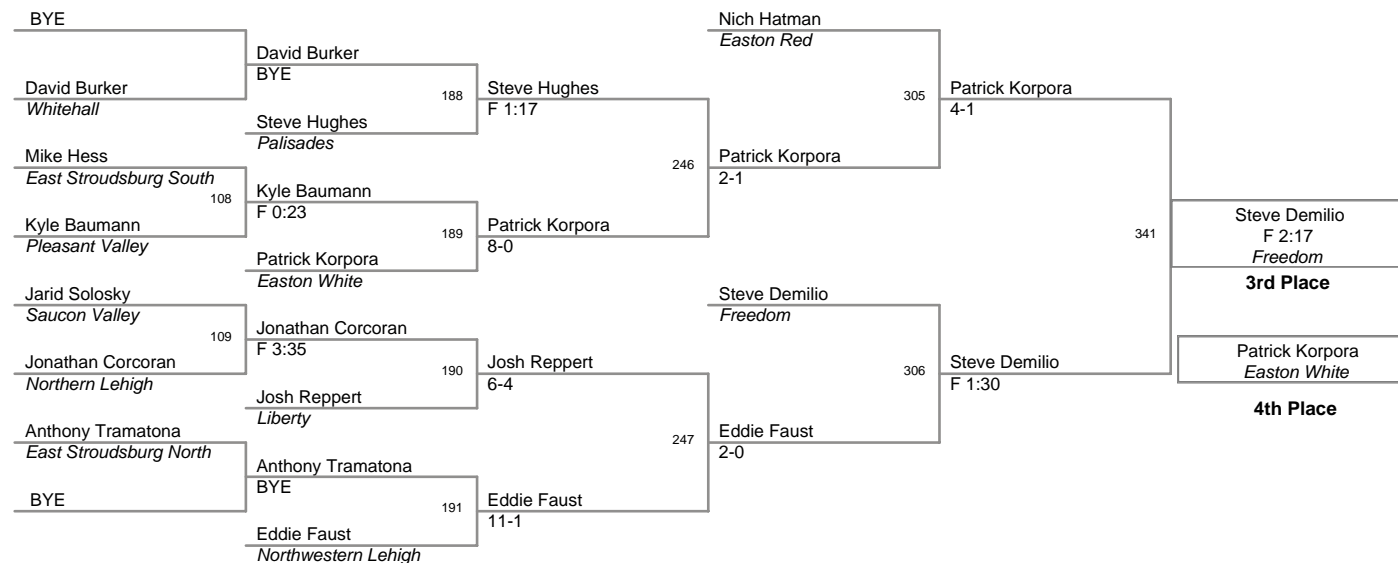 BYE
David Burker
Whitehall
Mike Hess
East Stroudsburg South
108
Kyle Baumann
Pleasant Valley
Jarid Solosky
Saucon Valley
109
Jonathan Corcoran
Northern Lehigh
Anthony Tramatona
East Stroudsburg North
BYE
David Burker
BYE
188
Steve Hughes
Palisades
Kyle Baumann
F 0:23
189
Patrick Korpora
Easton White
Jonathan Corcoran
F 3:35
190
Josh Reppert
Liberty
Anthony Tramatona
BYE
191
Eddie Faust
Northwestern Lehigh
Steve Hughes
F 1:17
246
Patrick Korpora
8-0
Josh Reppert
6-4
247
Eddie Faust
11-1
Nich Hatman
Easton Red
305
Patrick Korpora
2-1
Steve Demilio
Freedom
306
Eddie Faust
2-0
Patrick Korpora
4-1
341
Steve Demilio
F 1:30
Steve Demilio
F 2:17
Freedom
3rd Place
Patrick Korpora
Easton White
4th Place